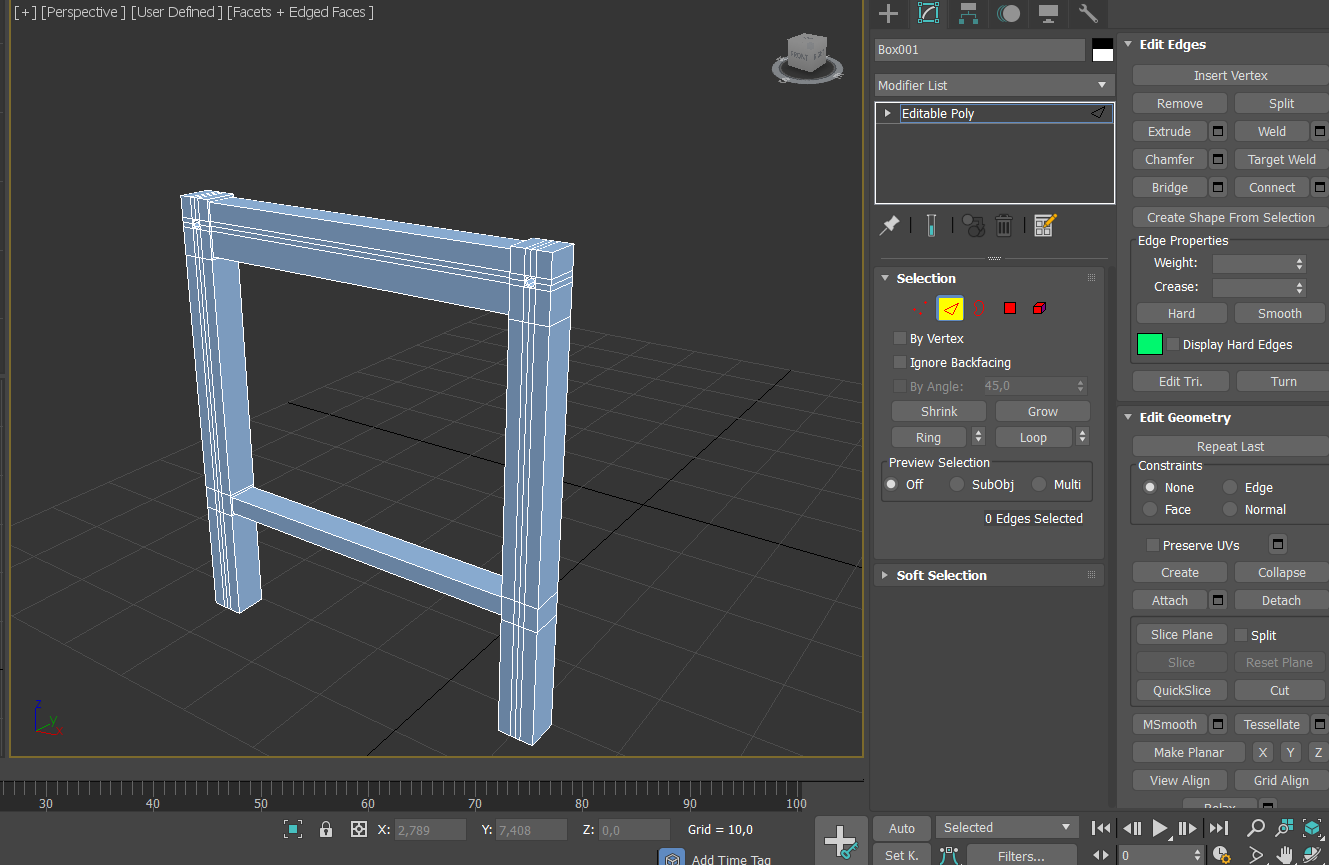 [+] [Perspective ] [User Defined ] [Facets + Edged Faces ]
FRONT
z
y
x
30 40 50 60 70 80 90 100
X: 2,789 Y: 7,408 Z: 0,0 Grid = 10,0
Add Time Tag
Box001
Modifier List
Editable Poly
Selection
By Vertex
Ignore Backfacing
By Angle: 45,0
Shrink Grow
Ring Loop
Preview Selection
Off SubObj Multi
0 Edges Selected
Soft Selection
Edit Edges
Insert Vertex
Remove Split
Extrude Weld
Chamfer Target Weld
Bridge Connect
Create Shape From Selection
Edge Properties
Weight:
Crease:
Hard Smooth
Display Hard Edges
Edit Tri. Turn
Edit Geometry
Repeat Last
Constraints
None Edge
Face Normal
Preserve UVs
Create Collapse
Attach Detach
Slice Plane Split
Slice Reset Plane
QuickSlice Cut
MSmooth Tessellate
Make Planar X Y Z
View Align Grid Align
Relax
Auto Selected
Set K. Filters... 0